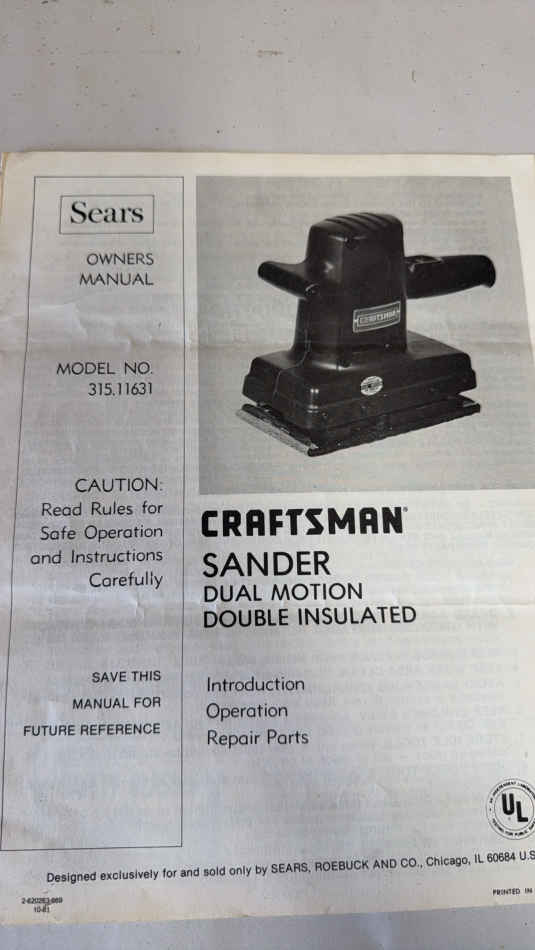 Sears
OWNERS
MANUAL
MODEL NO.
315.11631
CAUTION:
Read Rules for
Safe Operation
and Instructions
Carefully
SAVE THIS
MANUAL FOR
FUTURE REFERENCE
CRAFTSMAN
CRAFTSMAN®
SANDER
DUAL MOTION
DOUBLE INSULATED
Introduction
Operation
Repair Parts
UL
Designed exclusively for and sold only by SEARS, ROEBUCK AND CO., Chicago, IL 60684 U.S
PRINTED IN
10-81